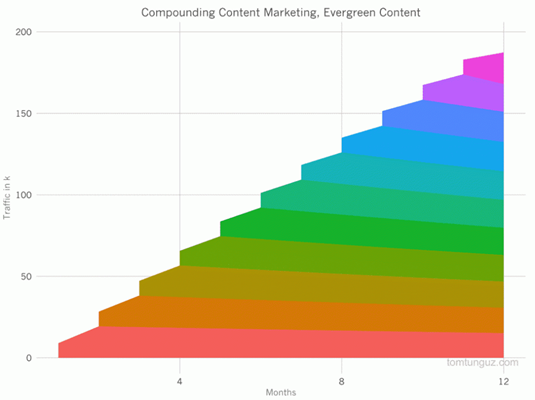 Compounding Content Marketing, Evergreen Content
200
150
100
50
0
Traffic in k
4
8
12
Months
tomtunguz.com